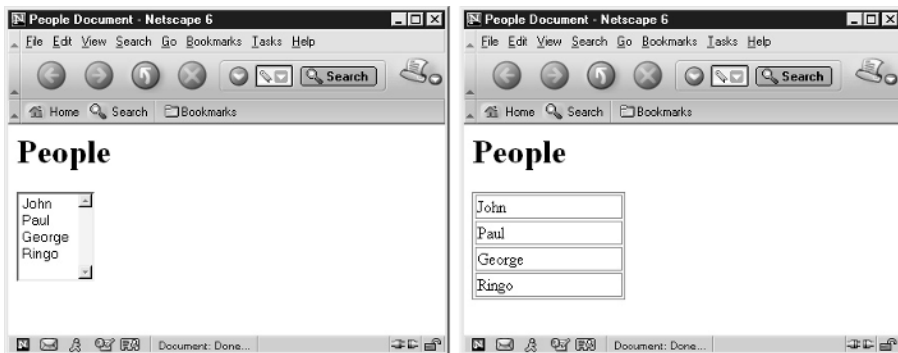 People Document - Netscape 6
File Edit View Search Go Bookmarks Tasks Help
Search
Home Search Bookmarks
People
John
Paul
George
Ringo
Document: Done...
People Document - Netscape 6
File Edit View Search Go Bookmarks Tasks Help
Search
Home Search Bookmarks
People
John
Paul
George
Ringo
Document: Done...